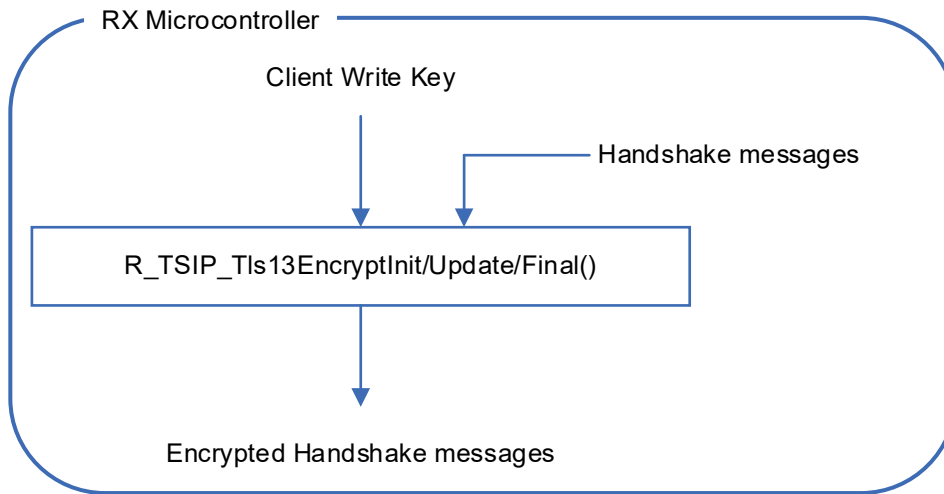 RX Microcontroller
Client Write Key
Handshake messages
R_TSIP_Tls13EncryptInit/Update/Final()
Encrypted Handshake messages